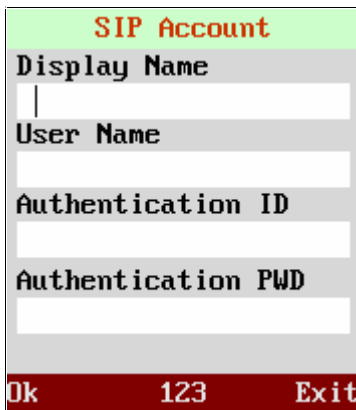 SIP Account
Display Name
User Name
Authentication ID
Authentication PWD
Ok 123 Exit